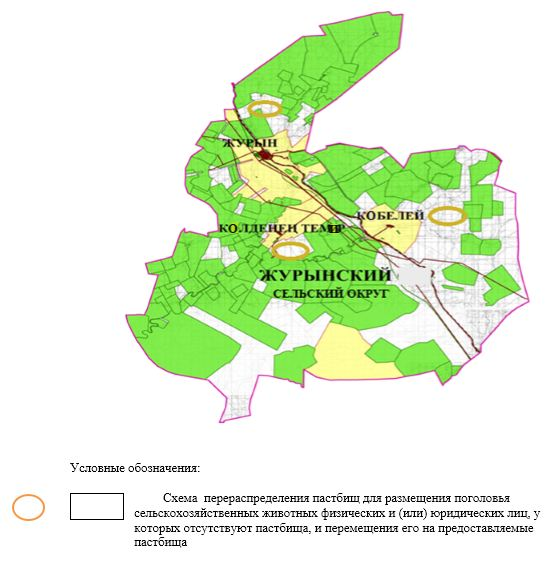 ЖУРЫН
КОБЕЛЕЙ
КОЛДЕНЕН ТЕМИР
ЖУРЫНСКИЙ
СЕЛЬСКИЙ ОКРУГ
Условные обозначения:
Схема перераспределения пастбищ для размещения поголовья
сельскохозяйственных животных физических и (или) юридических лиц, у
которых отсутствуют пастбища, и перемещения его на предоставляемые
пастбища